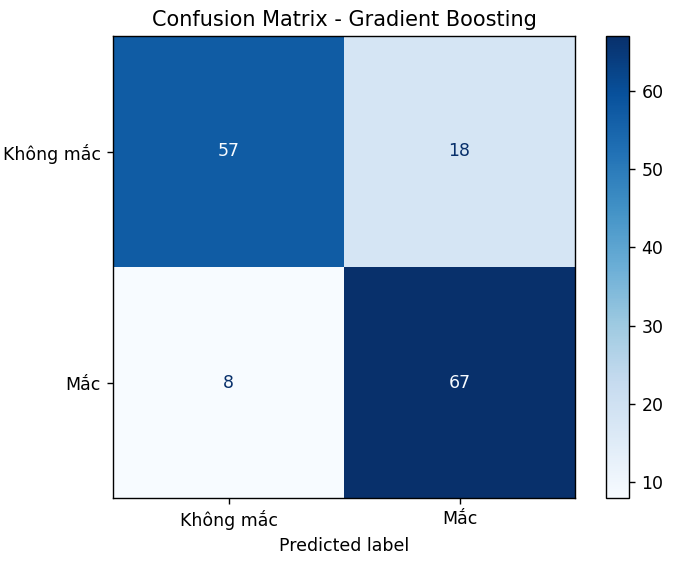 Confusion Matrix - Gradient Boosting
Không mắc
57
18
Mắc
8
67
Không mắc
Mắc
Predicted label
60
50
40
30
20
10